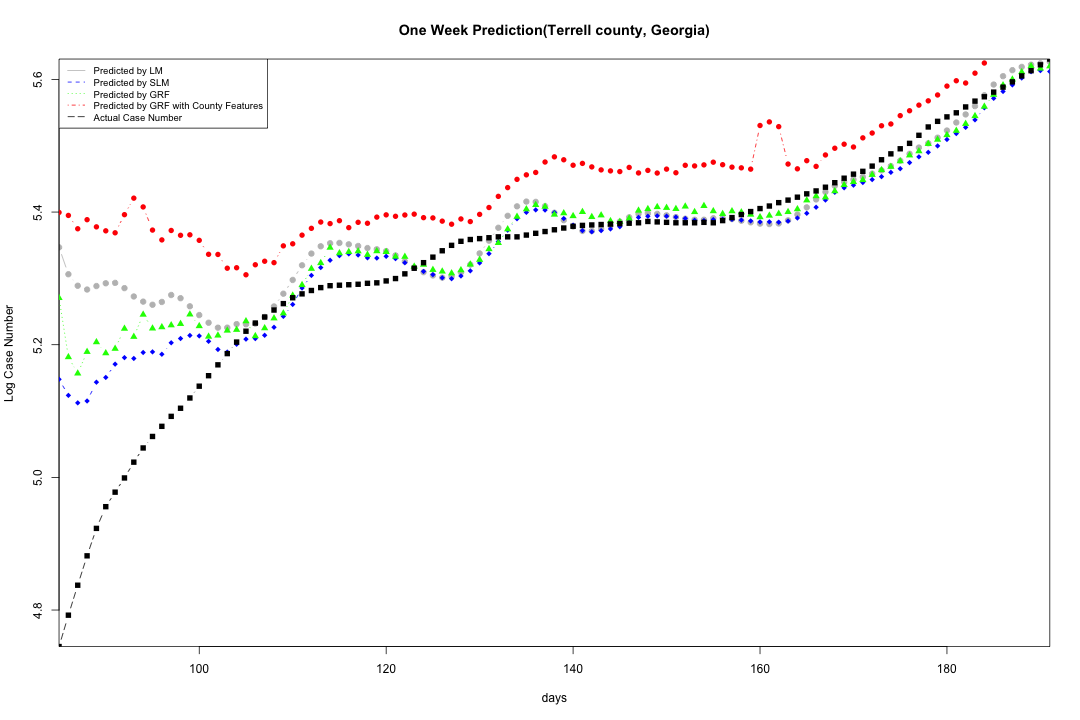 One Week Prediction(Terrell county, Georgia)
Predicted by LM
Predicted by SLM
Predicted by GRF
Predicted by GRF with County Features
Actual Case Number
Log Case Number
5.6
5.4
5.2
5.0
4.8
100 120 140 160 180
days